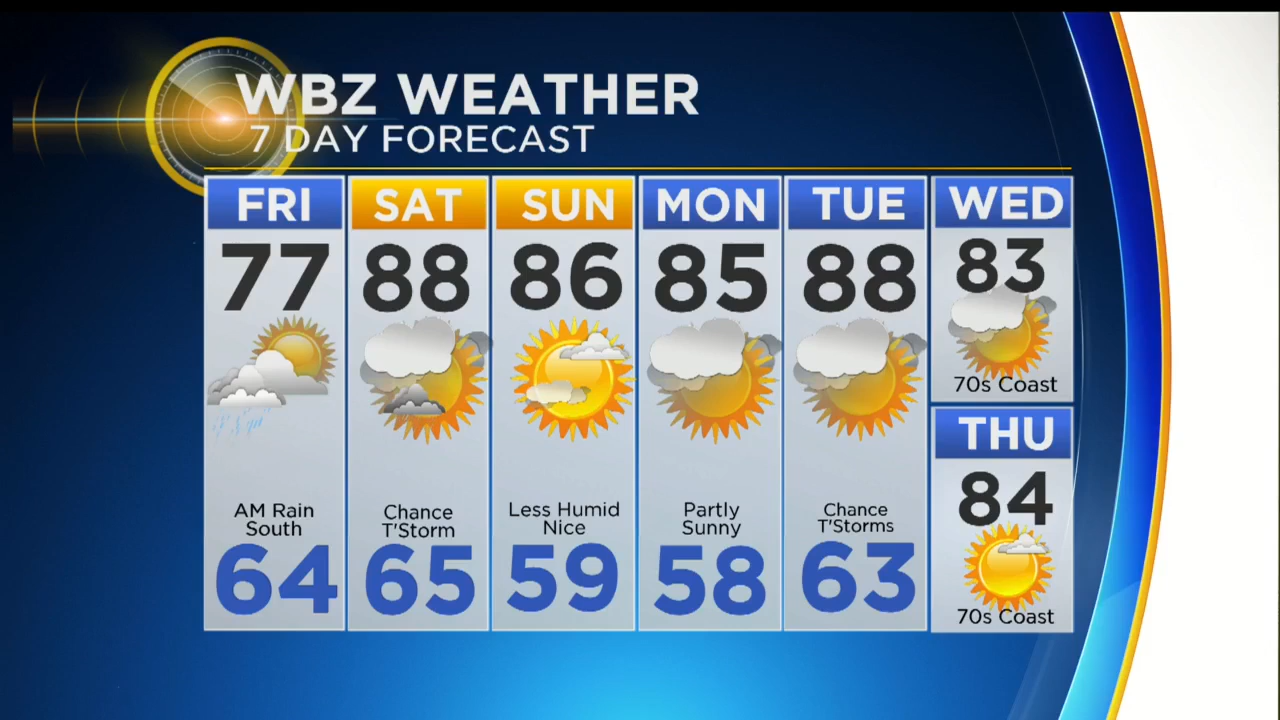 WBZ WEATHER
7 DAY FORECAST
FRI
77
AM Rain
South
64
SAT
88
Chance
T'Storm
65
SUN
86
Less Humid
Nice
59
MON
85
Partly
Sunny
58
TUE
88
Chance
T'Storms
63
WED
83
70s Coast
THU
84
70s Coast